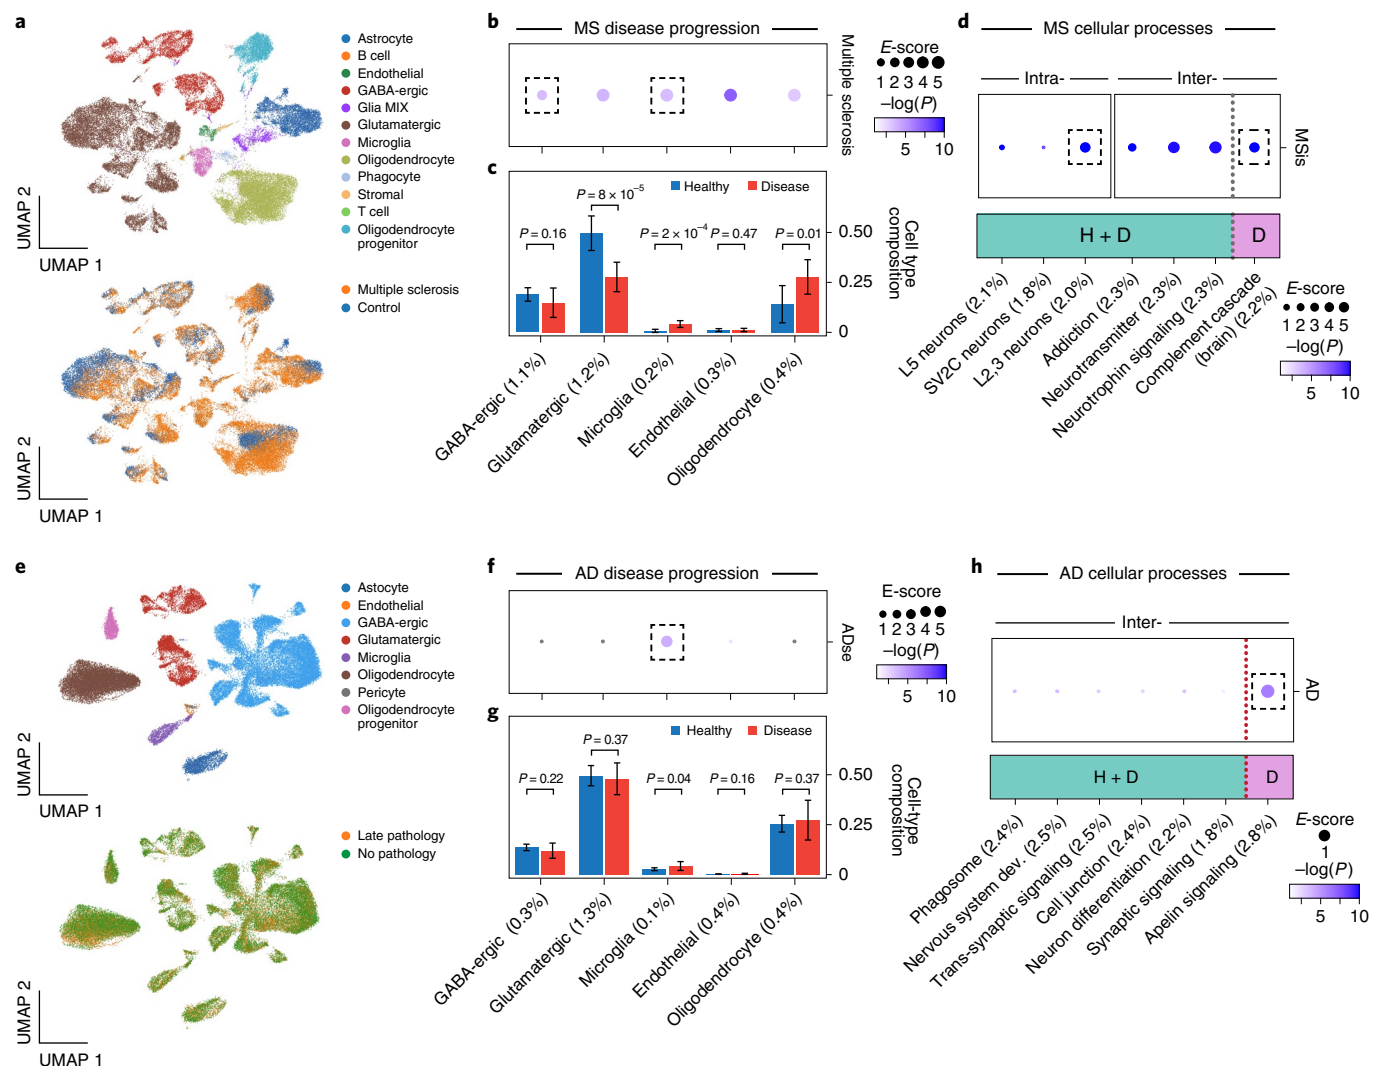 a
Astrocyte
B cell
Endothelial
GABA-ergic
Glia MIX
Glutamatergic
Microglia
Oligodendrocyte
Phagocyte
Stromal
T cell
Oligodendrocyte
progenitor
UMAP 2
UMAP 1
Multiple sclerosis
Control
UMAP 2
UMAP 1
b
MS disease progression
Multiple sclerosis
E-score
1 2 3 4 5
–log(P)
5 10
c
Healthy Disease
P = 0.16
P = 8 × 10–5
P = 2 × 10–4
P = 0.47
P = 0.01
0.50
0.25
0
Cell type
composition
GABA-ergic (1.1%)
Glutamatergic (1.2%)
Microglia (0.2%)
Endothelial (0.3%)
Oligodendrocyte (0.4%)
d
MS cellular processes
Intra- Inter-
MSis
H + D D
L5 neurons (2.1%)
SV2C neurons (1.8%)
L2,3 neurons (2.0%)
Addiction (2.3%)
Neurotransmitter (2.3%)
Neurotrophin signaling (2.3%)
Complement cascade
(brain) (2.2%)
E-score
1 2 3 4 5
–log(P)
5 10
e
Astocyte
Endothelial
GABA-ergic
Glutamatergic
Microglia
Oligodendrocyte
Pericyte
Oligodendrocyte
progenitor
UMAP 2
UMAP 1
Late pathology
No pathology
UMAP 2
UMAP 1
f
AD disease progression
ADse
E-score
1 2 3 4 5
–log(P)
5 10
g
Healthy Disease
P = 0.22
P = 0.37
P = 0.04
P = 0.16
P = 0.37
0.50
0.25
0
Cell-type
composition
GABA-ergic (0.3%)
Glutamatergic (1.3%)
Microglia (0.1%)
Endothelial (0.4%)
Oligodendrocyte (0.4%)
h
AD cellular processes
Inter-
AD
H + D D
Phagosome (2.4%)
Nervous system dev. (2.5%)
Trans-synaptic signaling (2.5%)
Cell junction (2.4%)
Neuron differentiation (2.2%)
Synaptic signaling (1.8%)
Apelin signaling (2.8%)
E-score
1
–log(P)
5 10